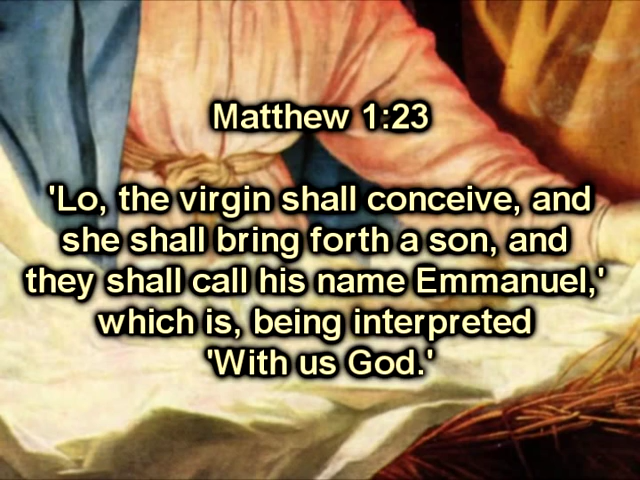 Matthew 1:23
'Lo, the virgin shall conceive, and
she shall bring forth a son, and
they shall call his name Emmanuel,'
which is, being interpreted
'With us God.'